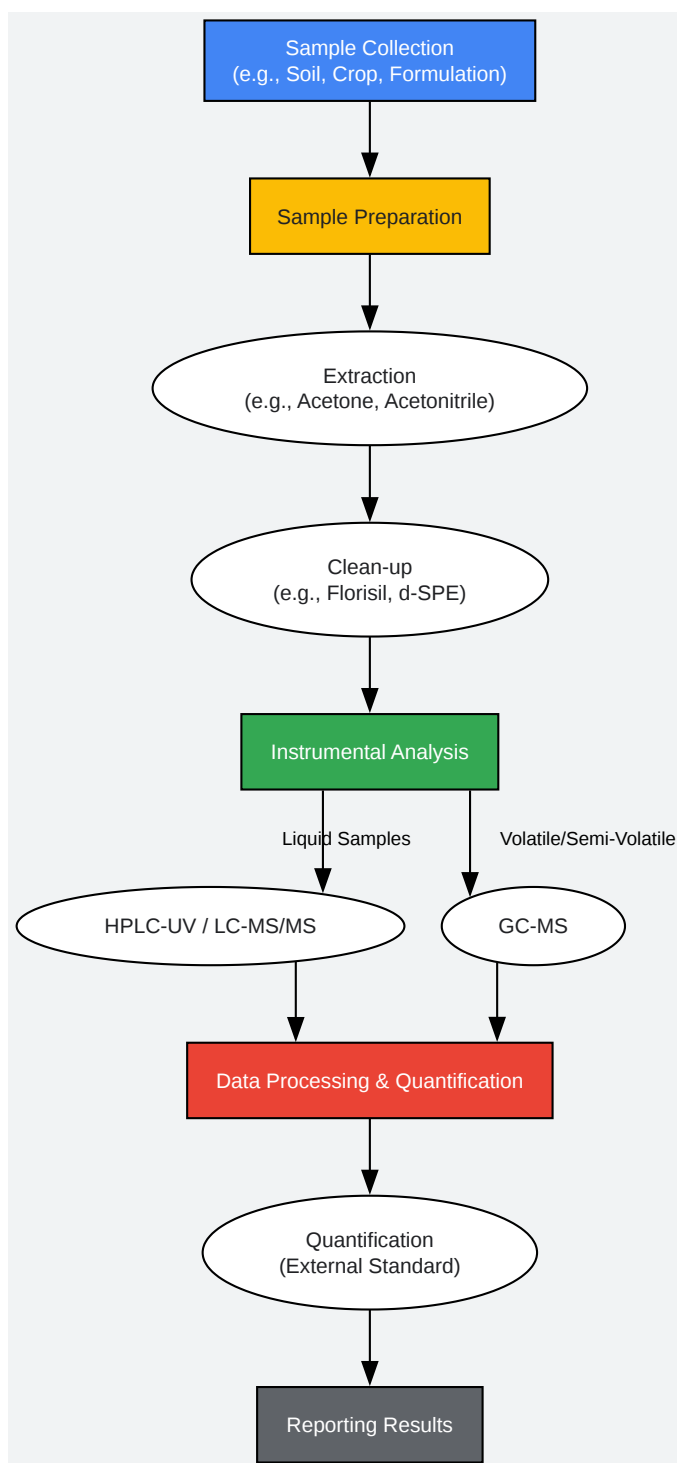 Sample Collection
(e.g., Soil, Crop, Formulation)
Sample Preparation
Extraction
(e.g., Acetone, Acetonitrile)
Clean-up
(e.g., Florisil, d-SPE)
Instrumental Analysis
Liquid Samples
Volatile/Semi-Volatile
HPLC-UV / LC-MS/MS
GC-MS
Data Processing & Quantification
Quantification
(External Standard)
Reporting Results